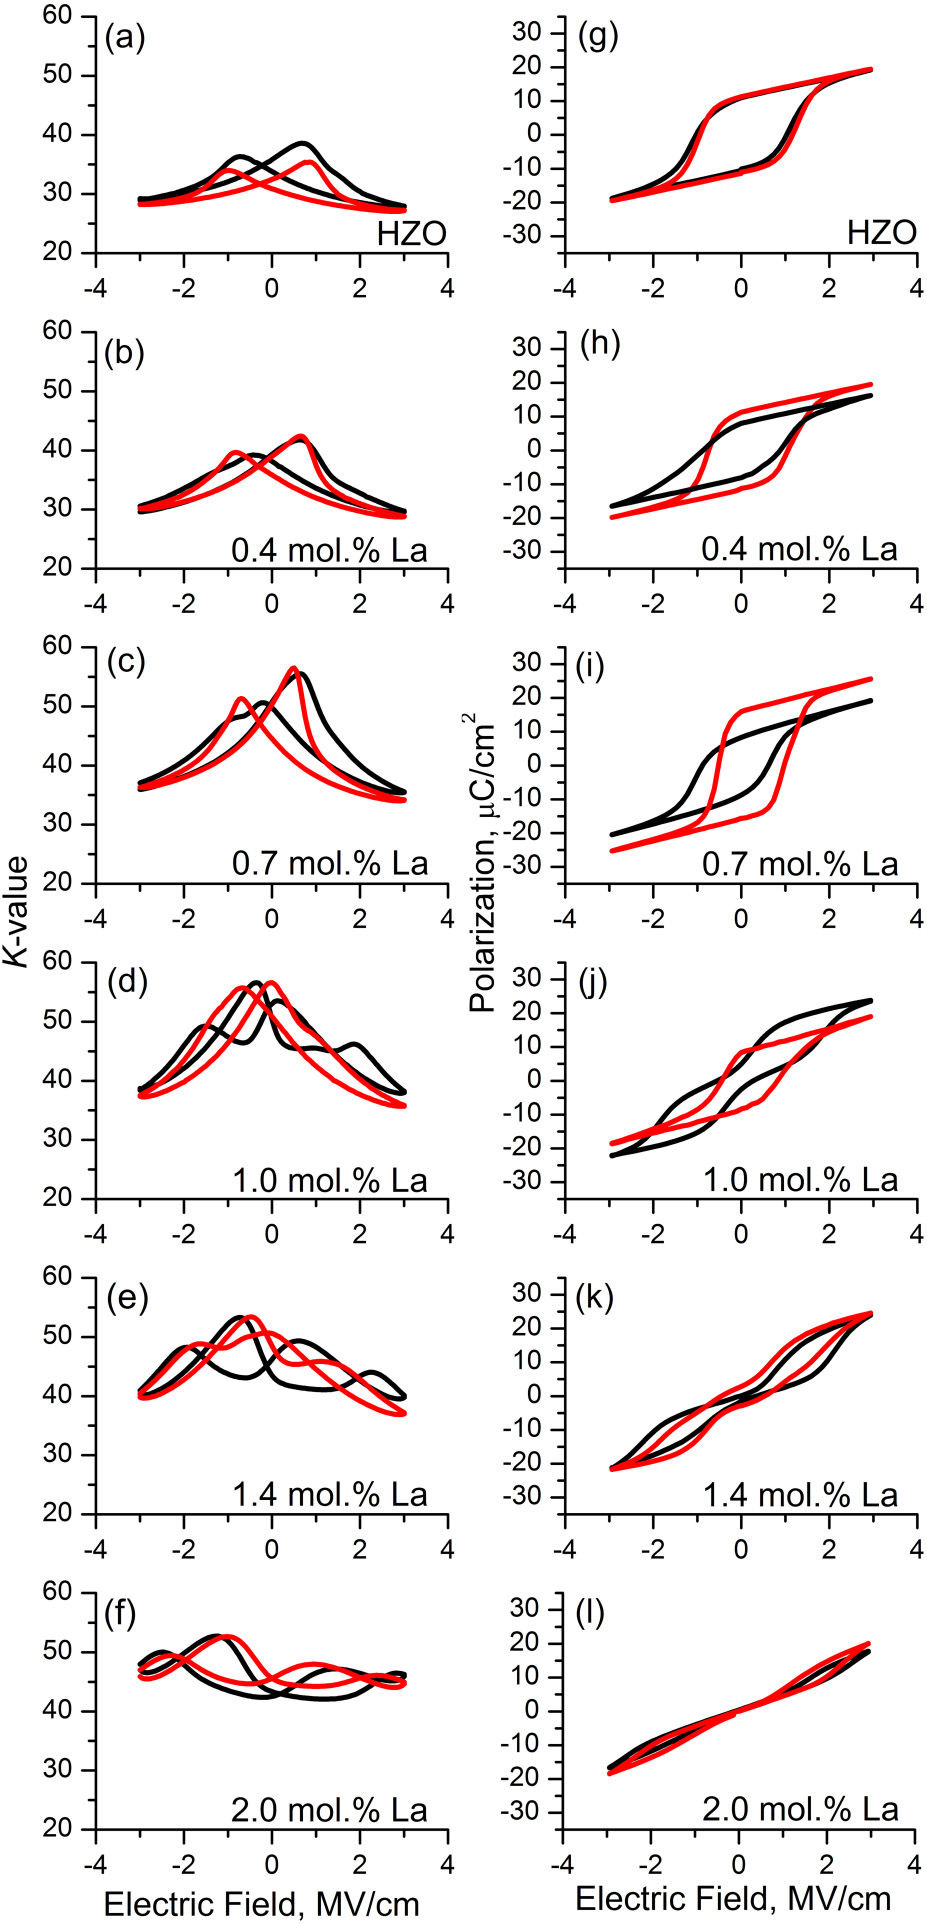 60
(a)
50
40
30
HZO
20
-4 -2 0 2 4
30
(g)
20
10
0
-10
-20
-30
HZO
-4 -2 0 2 4
60
(b)
50
40
30
0.4 mol.% La
20
-4 -2 0 2 4
30
(h)
20
10
0
-10
-20
-30
0.4 mol.% La
-4 -2 0 2 4
60
(c)
50
40
30
0.7 mol.% La
20
-4 -2 0 2 4
30
(i)
20
10
0
-10
-20
-30
0.7 mol.% La
-4 -2 0 2 4
K-value
Polarization, μC/cm²
60
(d)
50
40
30
1.0 mol.% La
20
-4 -2 0 2 4
30
(j)
20
10
0
-10
-20
-30
1.0 mol.% La
-4 -2 0 2 4
60
(e)
50
40
30
1.4 mol.% La
20
-4 -2 0 2 4
30
(k)
20
10
0
-10
-20
-30
1.4 mol.% La
-4 -2 0 2 4
60
(f)
50
40
30
2.0 mol.% La
20
-4 -2 0 2 4
Electric Field, MV/cm
30
(l)
20
10
0
-10
-20
-30
2.0 mol.% La
-4 -2 0 2 4
Electric Field, MV/cm